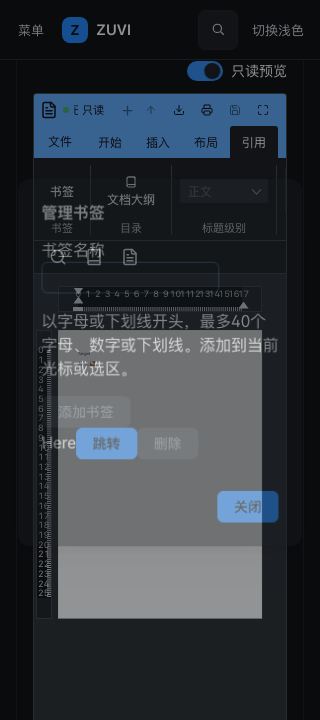 菜单
Z ZUVI
切换浅色
只读预览
只读
文件 开始 插入 布局 引用
书签
文档大纲
正文
书签 目录 标题级别
管理书签
书签名称
1 2 3 4 5 6 7 8 9 10 11 12 13 14 15 16 17
以字母或下划线开头，最多40个
字母、数字或下划线。添加到当前
光标或选区。
添加书签
Here 跳转 删除
关闭